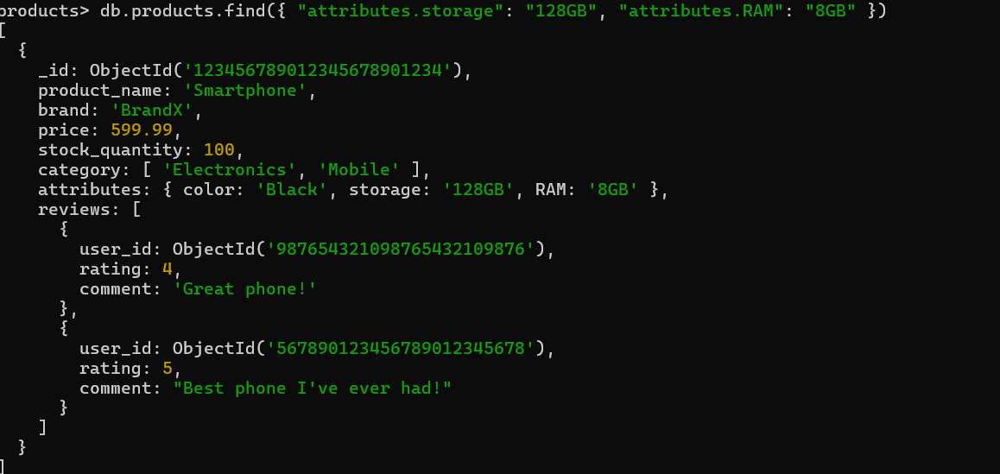 products> db.products.find({ "attributes.storage": "128GB", "attributes.RAM": "8GB" })
[
  {
    _id: ObjectId('123456789012345678901234'),
    product_name: 'Smartphone',
    brand: 'BrandX',
    price: 599.99,
    stock_quantity: 100,
    category: [ 'Electronics', 'Mobile' ],
    attributes: { color: 'Black', storage: '128GB', RAM: '8GB' },
    reviews: [
      {
        user_id: ObjectId('987654321098765432109876'),
        rating: 4,
        comment: 'Great phone!'
      },
      {
        user_id: ObjectId('567890123456789012345678'),
        rating: 5,
        comment: "Best phone I've ever had!"
      }
    ]
  }
]